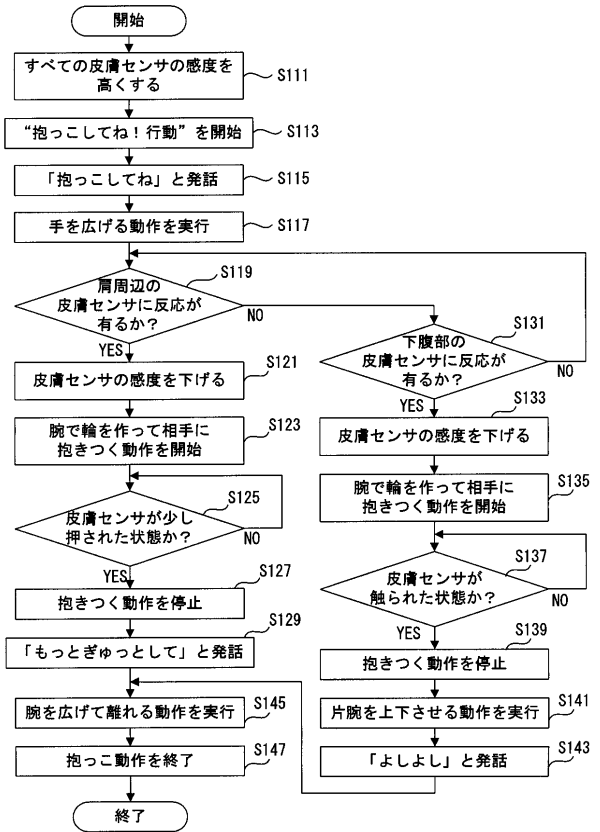 開始
すべての皮膚センサの感度を
高くする
S111
“抱っこしてね！行動”を開始
S113
「抱っこしてね」と発話
S115
手を広げる動作を実行
S117
肩周辺の
皮膚センサに反応が
有るか？
S119
NO
YES
皮膚センサの感度を下げる
S121
腕で輪を作って相手に
抱きつく動作を開始
S123
皮膚センサが少し
押された状態か？
S125
NO
YES
抱きつく動作を停止
S127
「もっとぎゅっとして」と発話
S129
下腹部の
皮膚センサに反応が
有るか？
S131
NO
YES
皮膚センサの感度を下げる
S133
腕で輪を作って相手に
抱きつく動作を開始
S135
皮膚センサが
触られた状態か？
S137
NO
YES
抱きつく動作を停止
S139
片腕を上下させる動作を実行
S141
「よしよし」と発話
S143
腕を広げて離れる動作を実行
S145
抱っこ動作を終了
S147
終了